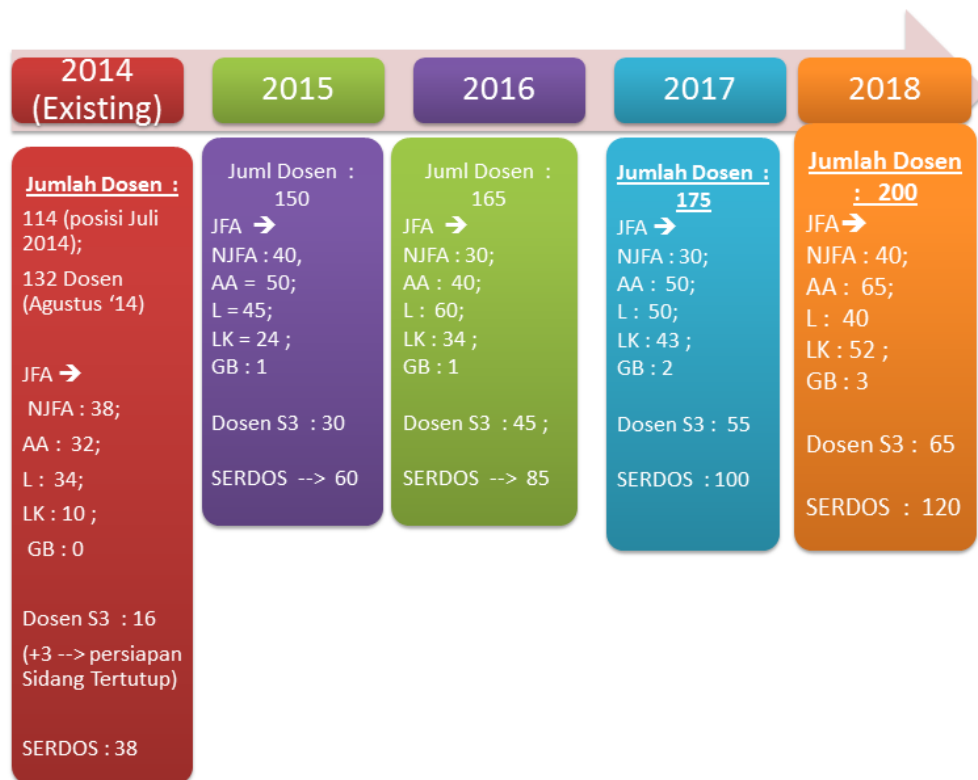 2014
(Existing)
2015
2016
2017
2018
Jumlah Dosen :
114 (posisi Juli
2014);
132 Dosen
(Agustus ‘14)
JFA ➔
NJFA : 38;
AA : 32;
L : 34;
LK : 10 ;
GB : 0
Dosen S3 : 16
(+3 --> persiapan
Sidang Tertutup)
SERDOS : 38
Juml Dosen :
150
JFA ➔
NJFA : 40,
AA = 50;
L = 45;
LK = 24 ;
GB : 1
Dosen S3 : 30
SERDOS --> 60
Juml Dosen :
165
JFA ➔
NJFA : 30;
AA : 40;
L : 60;
LK : 34 ;
GB : 1
Dosen S3 : 45 ;
SERDOS --> 85
Jumlah Dosen :
175
JFA ➔
NJFA : 30;
AA : 50;
L : 50;
LK : 43 ;
GB : 2
Dosen S3 : 55
SERDOS : 100
Jumlah Dosen
: 200
JFA➔
NJFA : 40;
AA : 65;
L : 40
LK : 52 ;
GB : 3
Dosen S3 : 65
SERDOS : 120